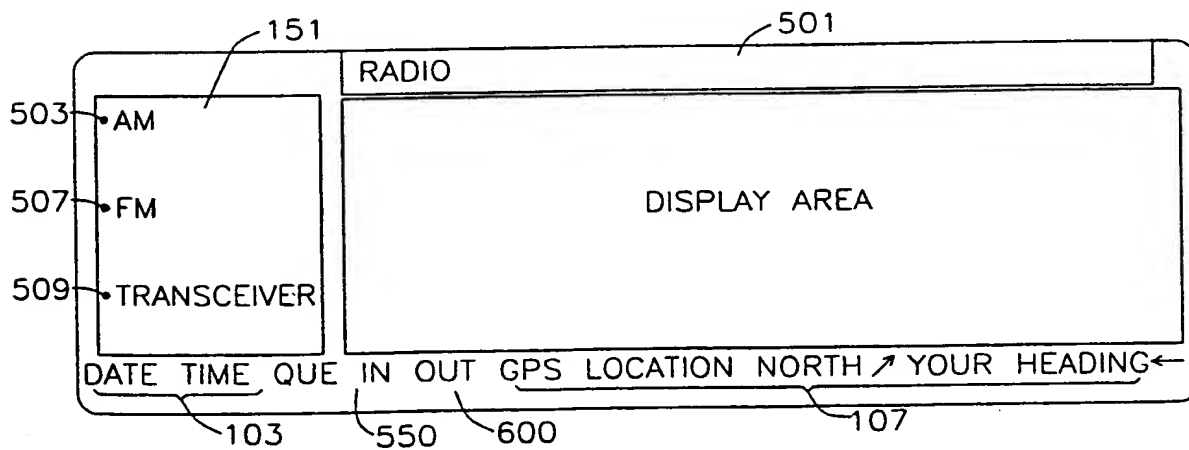 151
501
RADIO
503 AM
507 FM
DISPLAY AREA
509 TRANSCEIVER
DATE TIME QUE IN OUT GPS LOCATION NORTH ↗ YOUR HEADING ←
103
550
600
107